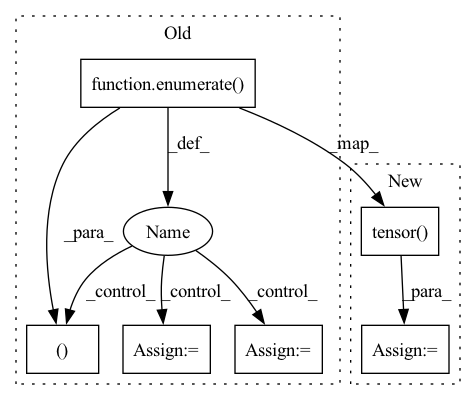 Old
function.enumerate()
_def_
_map_
New
Name
tensor()
_para_
_control_
_control_
_control_
_para_
()
Assign:=
Assign:=
Assign:=